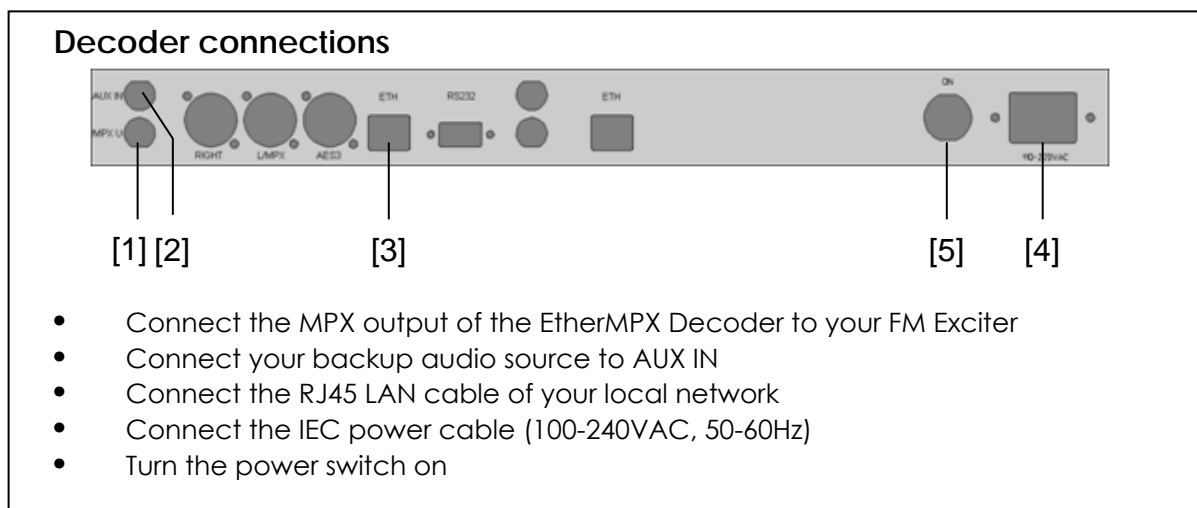 Decoder connections
AUX IN
MPX
ETH
RS232
ETH
ON
RIGHT
L/MPX
AES3
110-220VAC
[1] [2]
[3]
[5]
[4]
• Connect the MPX output of the EtherMPX Decoder to your FM Exciter
• Connect your backup audio source to AUX IN
• Connect the RJ45 LAN cable of your local network
• Connect the IEC power cable (100-240VAC, 50-60Hz)
• Turn the power switch on